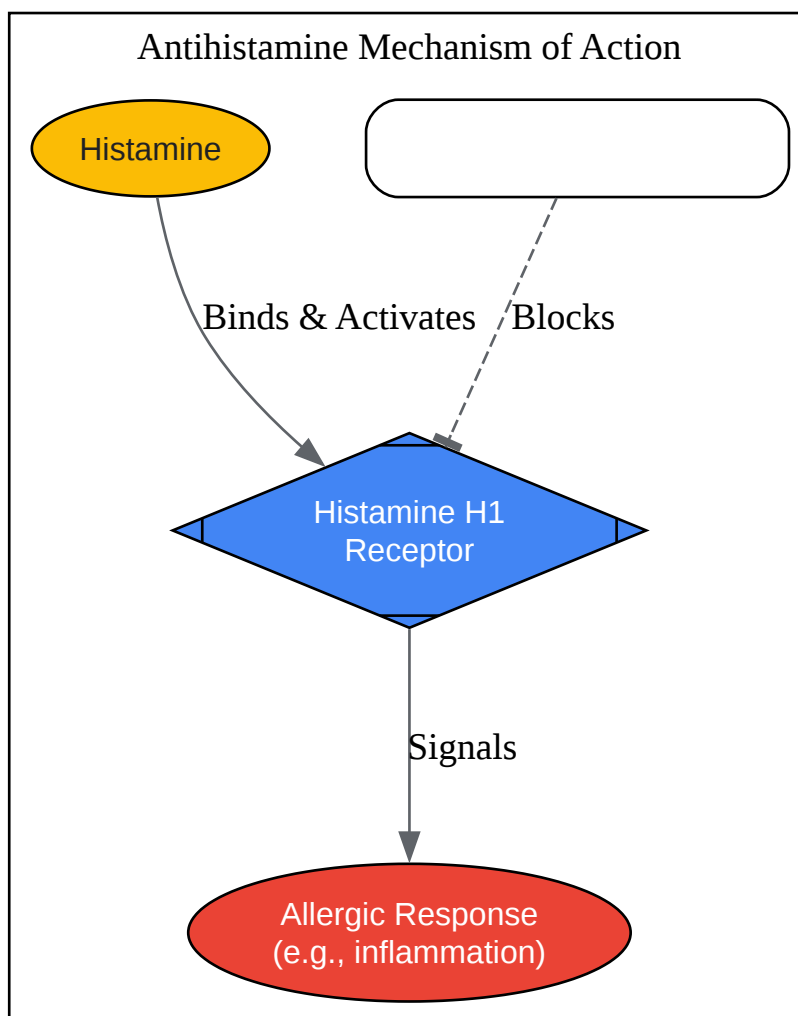 Antihistamine Mechanism of Action
Histamine
Binds & Activates
Blocks
Histamine H1
Receptor
Signals
Allergic Response
(e.g., inflammation)